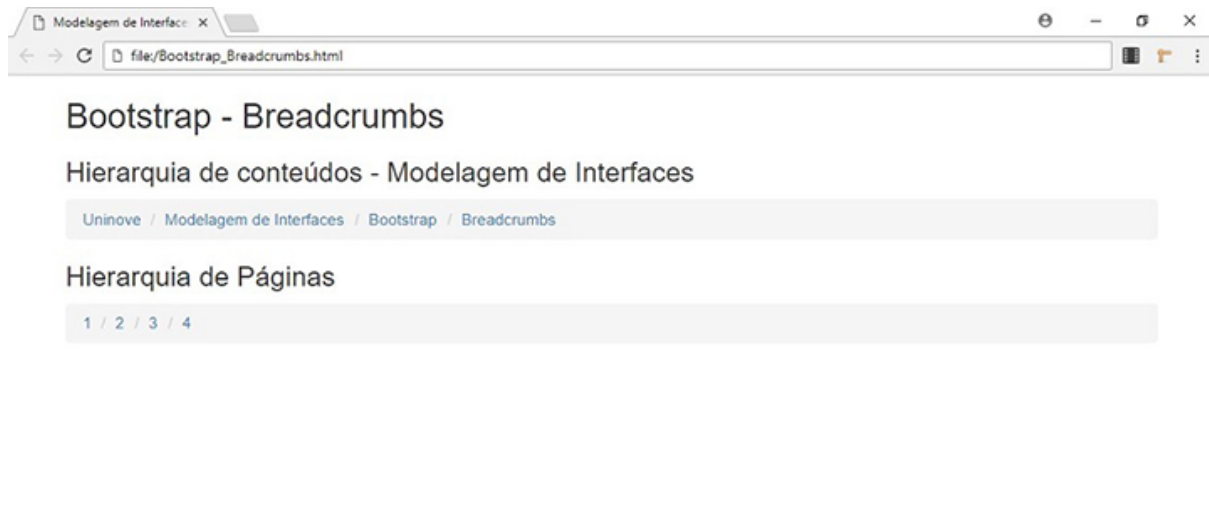 Modelagem de Interface
file:/Bootstrap_Breadcrumbs.html
Bootstrap - Breadcrumbs
Hierarquia de conteúdos - Modelagem de Interfaces
Uninove / Modelagem de Interfaces / Bootstrap / Breadcrumbs
Hierarquia de Páginas
1 / 2 / 3 / 4